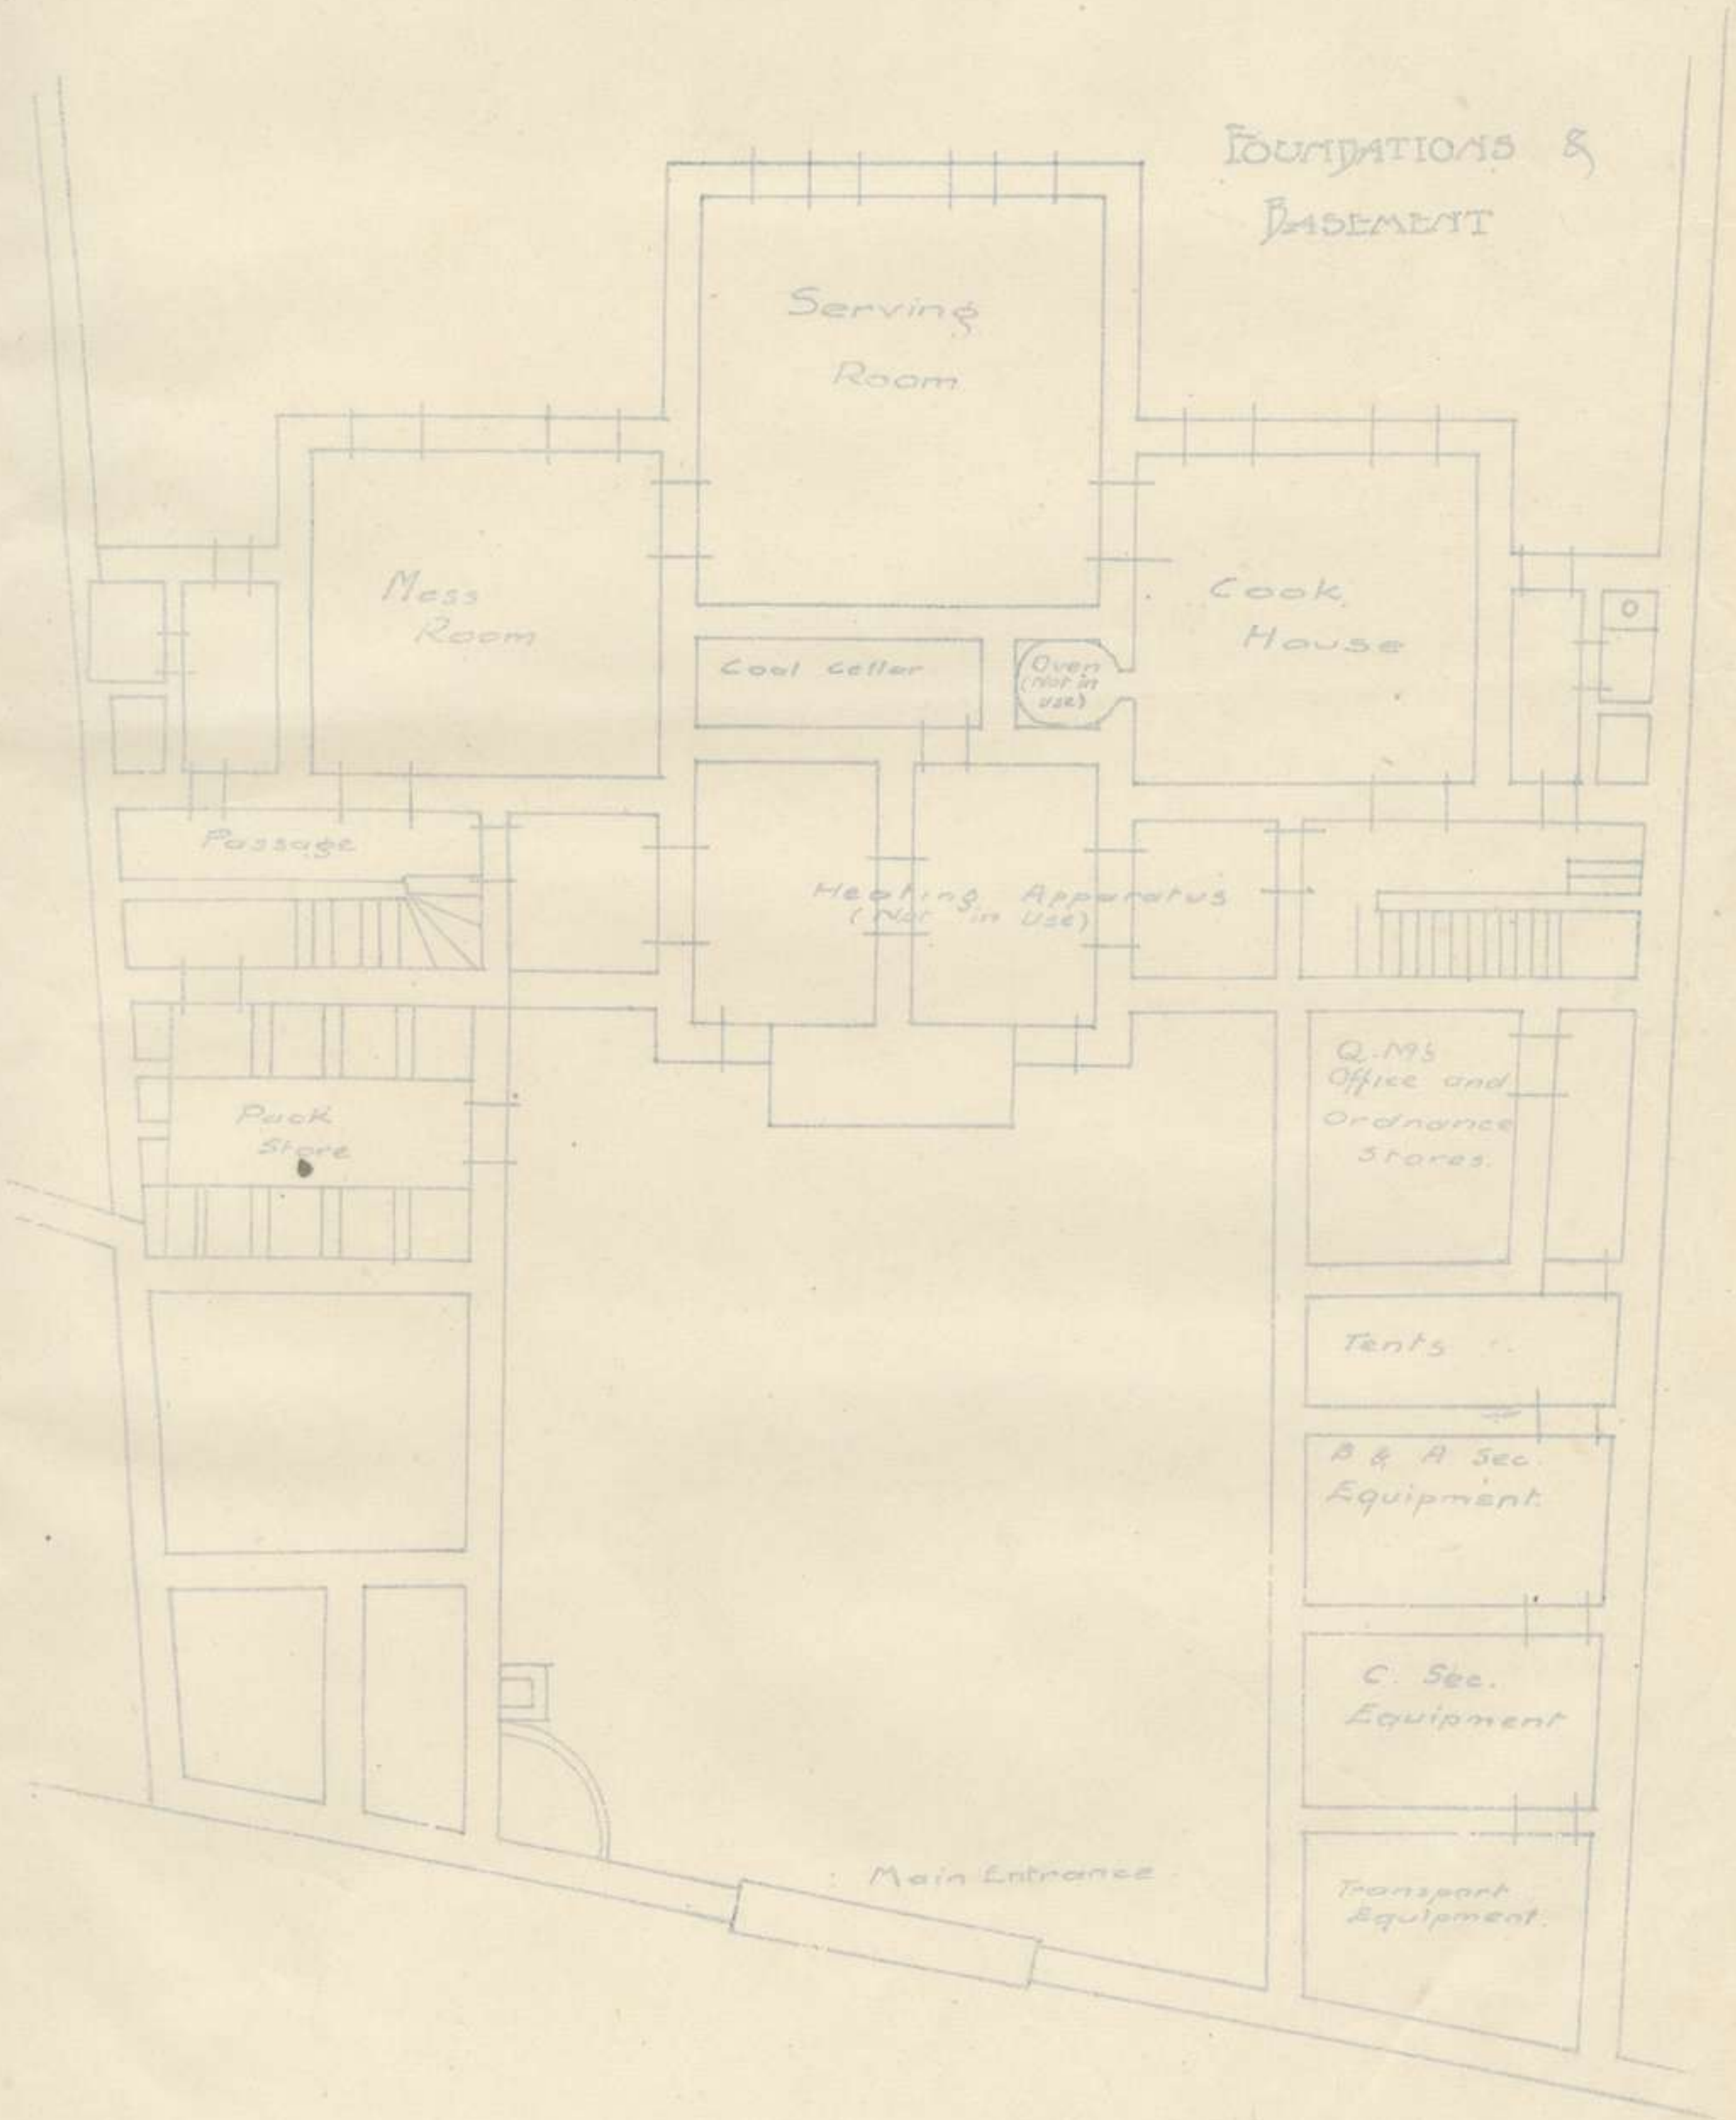 FOUNDATIONS &
BASEMENT
Serving
Room
Mess
Room
Cook
House
Coal Cellar
Oven
(Not in
use)
Passage
Heating Apparatus
(Not in Use)
Pack
Store
Q.M's
Office and
Ordnance
Stores.
Tents
B & A Sec.
Equipment.
C. Sec.
Equipment
Main Entrance
Transport
Equipment.